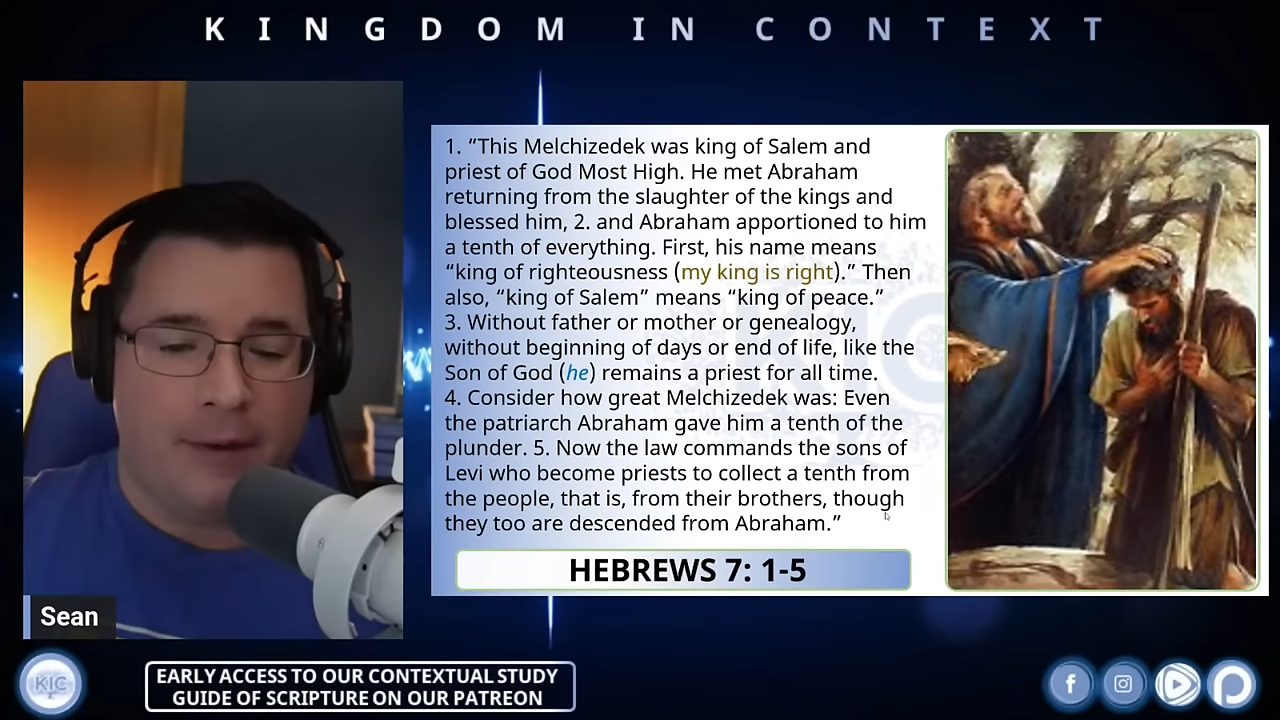 KINGDOM IN CONTEXT
1. “This Melchizedek was king of Salem and
priest of God Most High. He met Abraham
returning from the slaughter of the kings and
blessed him, 2. and Abraham apportioned to him
a tenth of everything. First, his name means
“king of righteousness (my king is right).” Then
also, “king of Salem” means “king of peace.”
3. Without father or mother or genealogy,
without beginning of days or end of life, like the
Son of God (he) remains a priest for all time.
4. Consider how great Melchizedek was: Even
the patriarch Abraham gave him a tenth of the
plunder. 5. Now the law commands the sons of
Levi who become priests to collect a tenth from
the people, that is, from their brothers, though
they too are descended from Abraham.”
HEBREWS 7: 1-5
Sean
KIC
EARLY ACCESS TO OUR CONTEXTUAL STUDY
GUIDE OF SCRIPTURE ON OUR PATREON